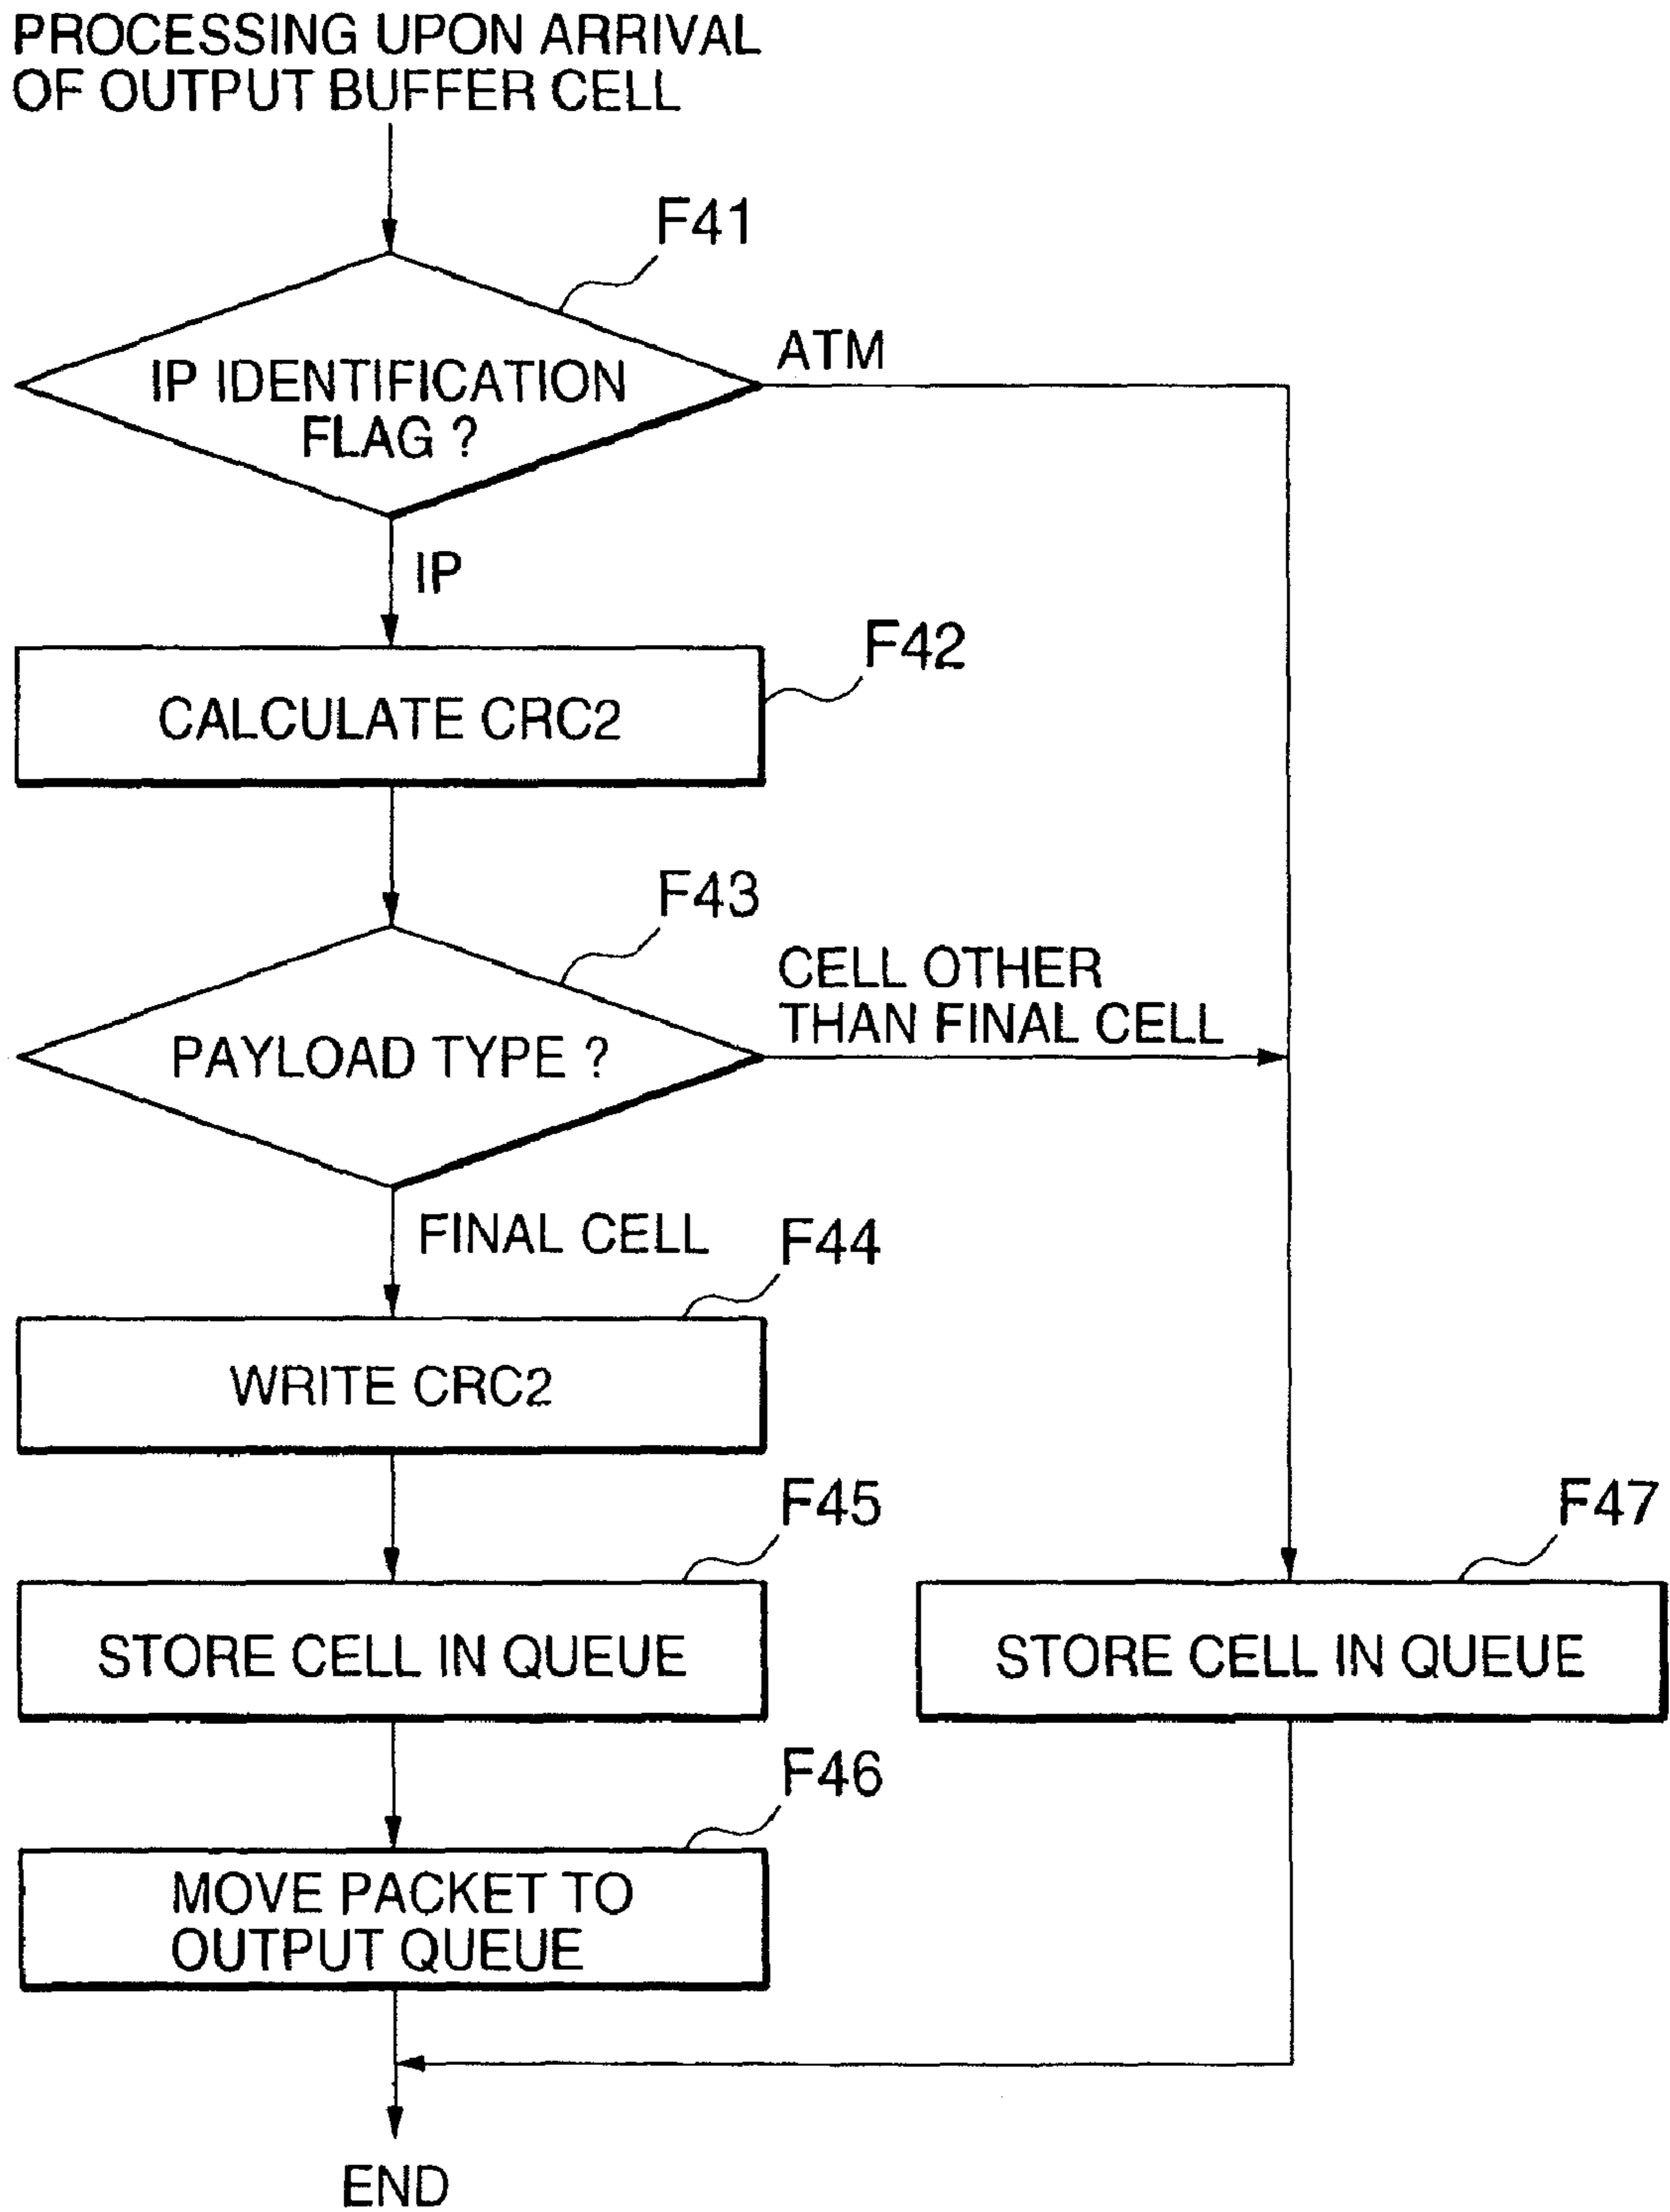 PROCESSING UPON ARRIVAL
OF OUTPUT BUFFER CELL
F41
ATM
IP IDENTIFICATION
FLAG ?
IP
F42
CALCULATE CRC2
F43
CELL OTHER
THAN FINAL CELL
PAYLOAD TYPE ?
FINAL CELL
F44
WRITE CRC2
F45
F47
STORE CELL IN QUEUE
STORE CELL IN QUEUE
F46
MOVE PACKET TO
OUTPUT QUEUE
END